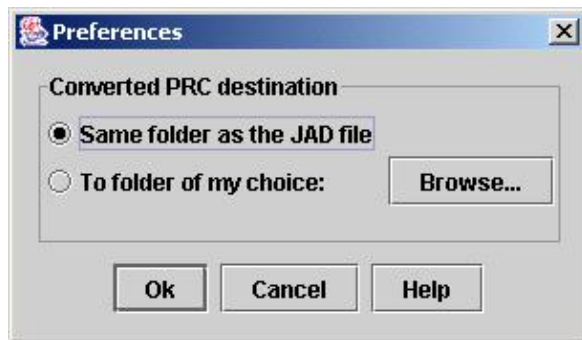 Preferences
Converted PRC destination
Same folder as the JAD file
To folder of my choice: Browse...
Ok Cancel Help